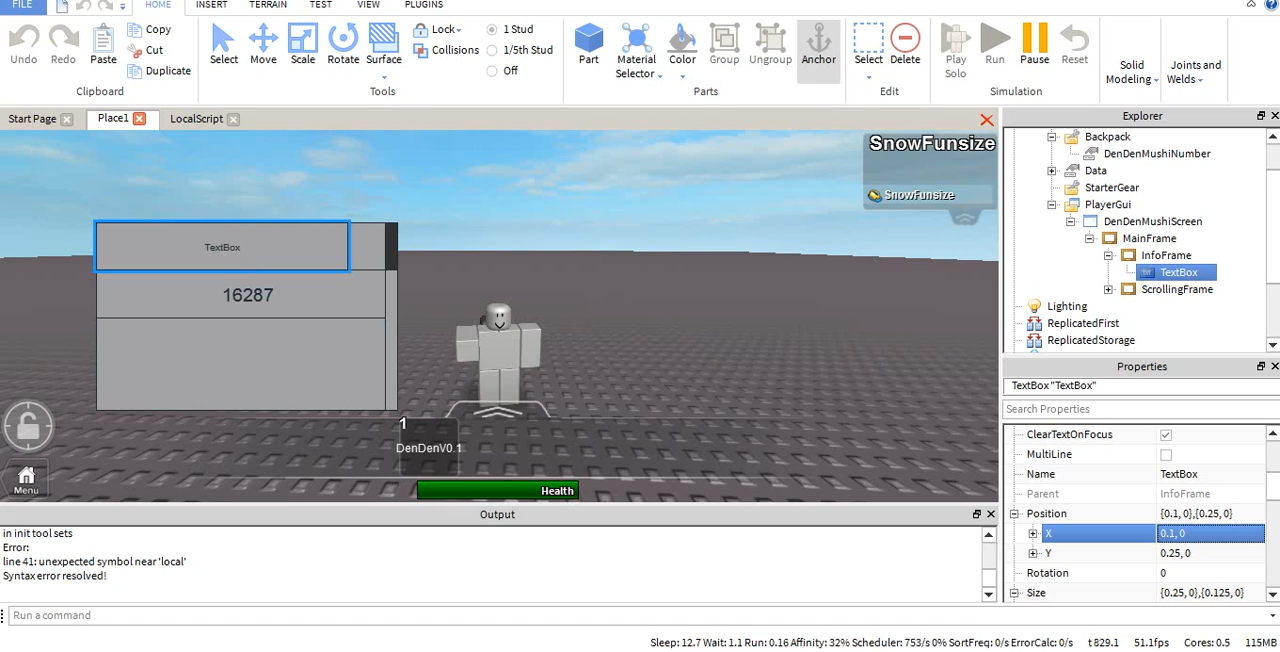 FILE HOME INSERT TERRAIN TEST VIEW PLUGINS
Undo Redo Paste
Copy
Cut
Duplicate
Clipboard
Select Move Scale Rotate Surface
Lock
Collisions
1 Stud
1/5th Stud
Off
Tools
Part Material Selector Color Group Ungroup Anchor
Parts
Select Delete
Edit
Play Solo Run Pause Reset
Simulation
Solid Modeling
Joints and Welds
Start Page Place1 LocalScript
SnowFunsize
SnowFunsize
TextBox
16287
1
DenDenV0.1
Menu
Health
Output
in init tool sets
Error:
line 41: unexpected symbol near 'local'
Syntax error resolved!
Run a command
Explorer
Backpack
DenDenMushiNumber
Data
StarterGear
PlayerGui
DenDenMushiScreen
MainFrame
InfoFrame
TextBox
ScrollingFrame
Lighting
ReplicatedFirst
ReplicatedStorage
Properties
TextBox "TextBox"
Search Properties
ClearTextOnFocus
MultiLine
Name TextBox
Parent InfoFrame
Position {0.1, 0},{0.25, 0}
X 0.1, 0
Y 0.25, 0
Rotation 0
Size {0.25, 0},{0.125, 0}
Sleep: 12.7 Wait: 1.1 Run: 0.16 Affinity: 32% Scheduler: 753/s 0% SortFreq: 0/s ErrorCalc: 0/s t 829.1 51.1fps Cores: 0.5 115MB